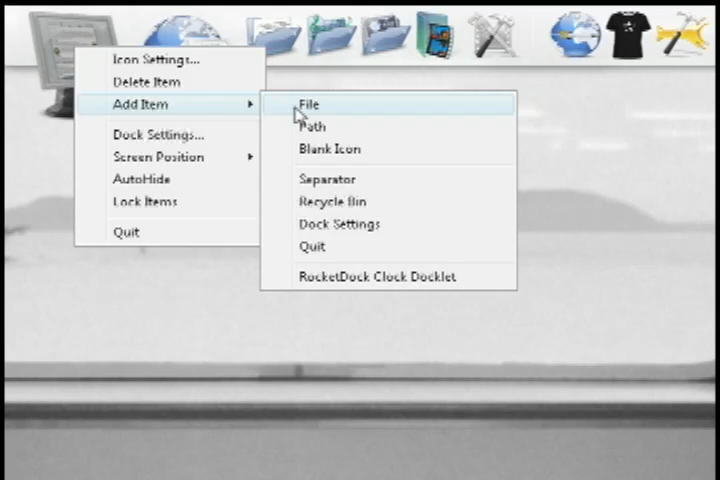 Icon Settings...
Delete Item
Add Item
Dock Settings...
Screen Position
AutoHide
Lock Items
Quit
File
Path
Blank Icon
Separator
Recycle Bin
Dock Settings
Quit
RocketDock Clock Docklet